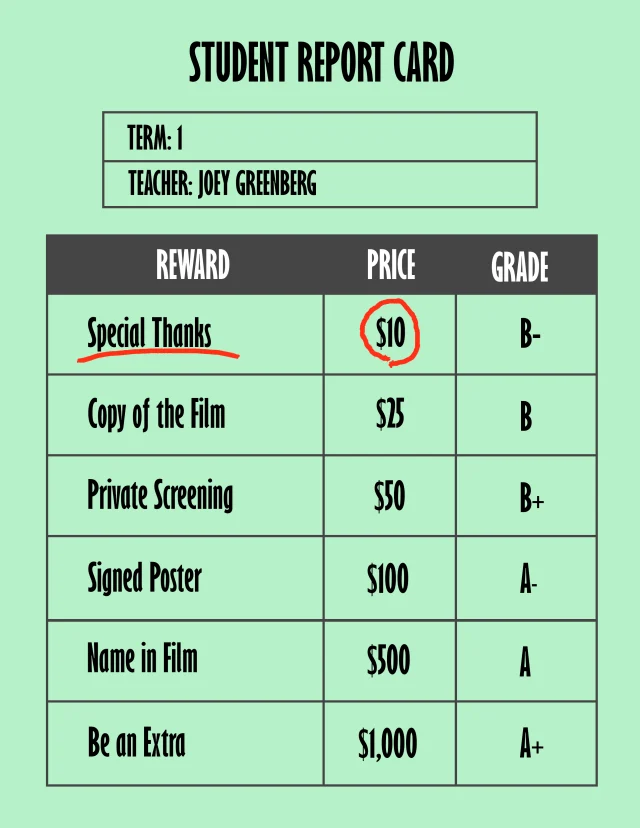 STUDENT REPORT CARD
TERM: 1
TEACHER: JOEY GREENBERG
REWARD PRICE GRADE
Special Thanks $10 B-
Copy of the Film $25 B
Private Screening $50 B+
Signed Poster $100 A-
Name in Film $500 A
Be an Extra $1,000 A+